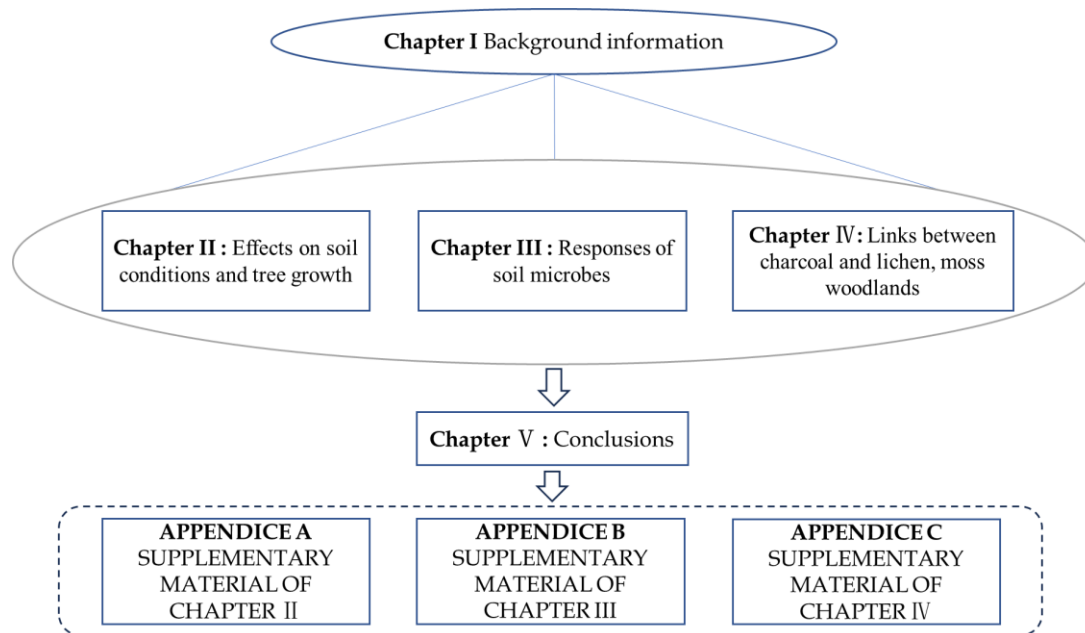 Chapter I Background information
Chapter II : Effects on soil
conditions and tree growth
Chapter III : Responses of
soil microbes
Chapter Ⅳ: Links between
charcoal and lichen, moss
woodlands
Chapter Ⅴ : Conclusions
APPENDICE A
SUPPLEMENTARY
MATERIAL OF
CHAPTER Ⅱ
APPENDICE B
SUPPLEMENTARY
MATERIAL OF
CHAPTER III
APPENDICE C
SUPPLEMENTARY
MATERIAL OF
CHAPTER Ⅳ